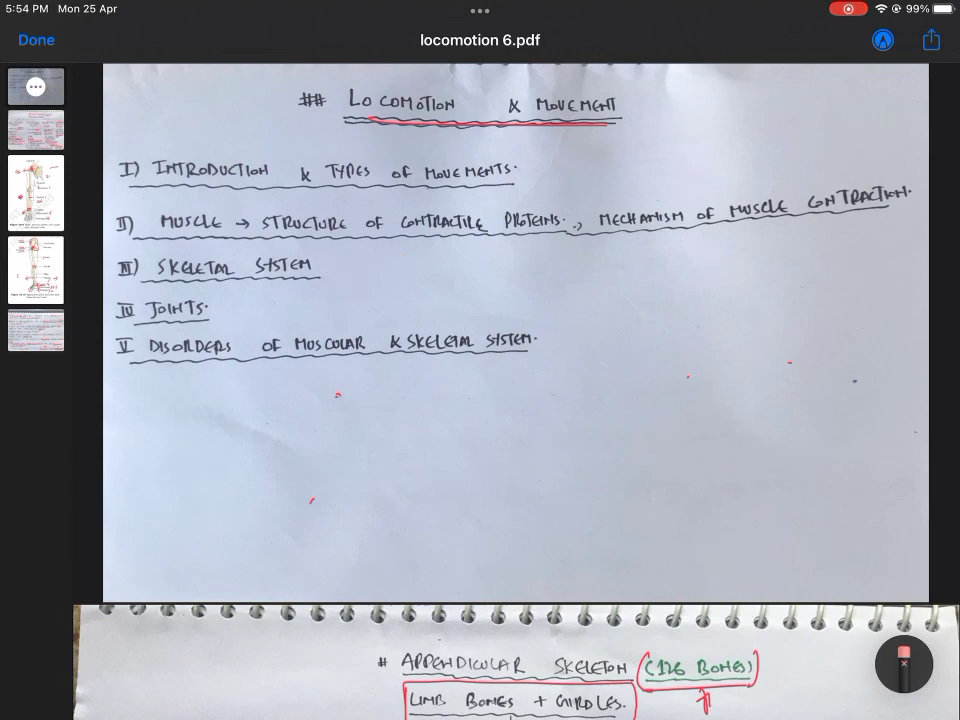 5:54 PM Mon 25 Apr
99%
Done
locomotion 6.pdf
## LOCOMOTION & MOVEMENT
I) INTRODUCTION & TYPES OF MOVEMENTS.
II) MUSCLE → STRUCTURE OF CONTRACTILE PROTEINS., MECHANISM OF MUSCLE CONTRACTION.
III) SKELETAL SYSTEM
IV JOINTS.
V DISORDERS OF MUSCULAR & SKELETAL SYSTEM.
# APPENDICULAR SKELETON (126 BONES)
LIMB BONES + GIRDLES.